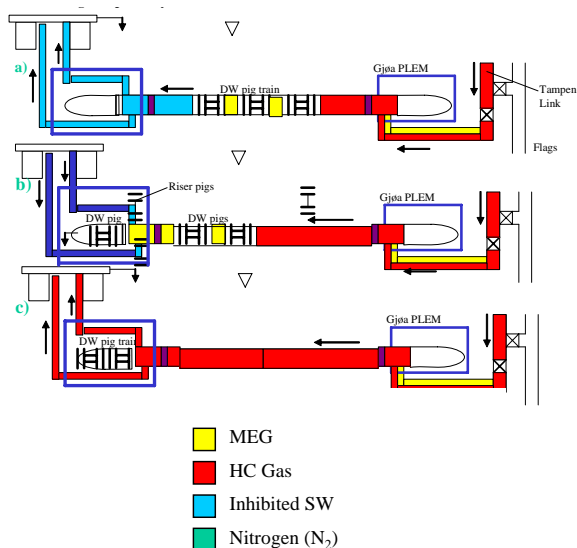 a)
DW pig train
Gjøa PLEM
Tampen
Link
Flags
b)
Riser pigs
DW pig
DW pigs
Gjøa PLEM
c)
DW pig train
Gjøa PLEM
MEG
HC Gas
Inhibited SW
Nitrogen (N₂)